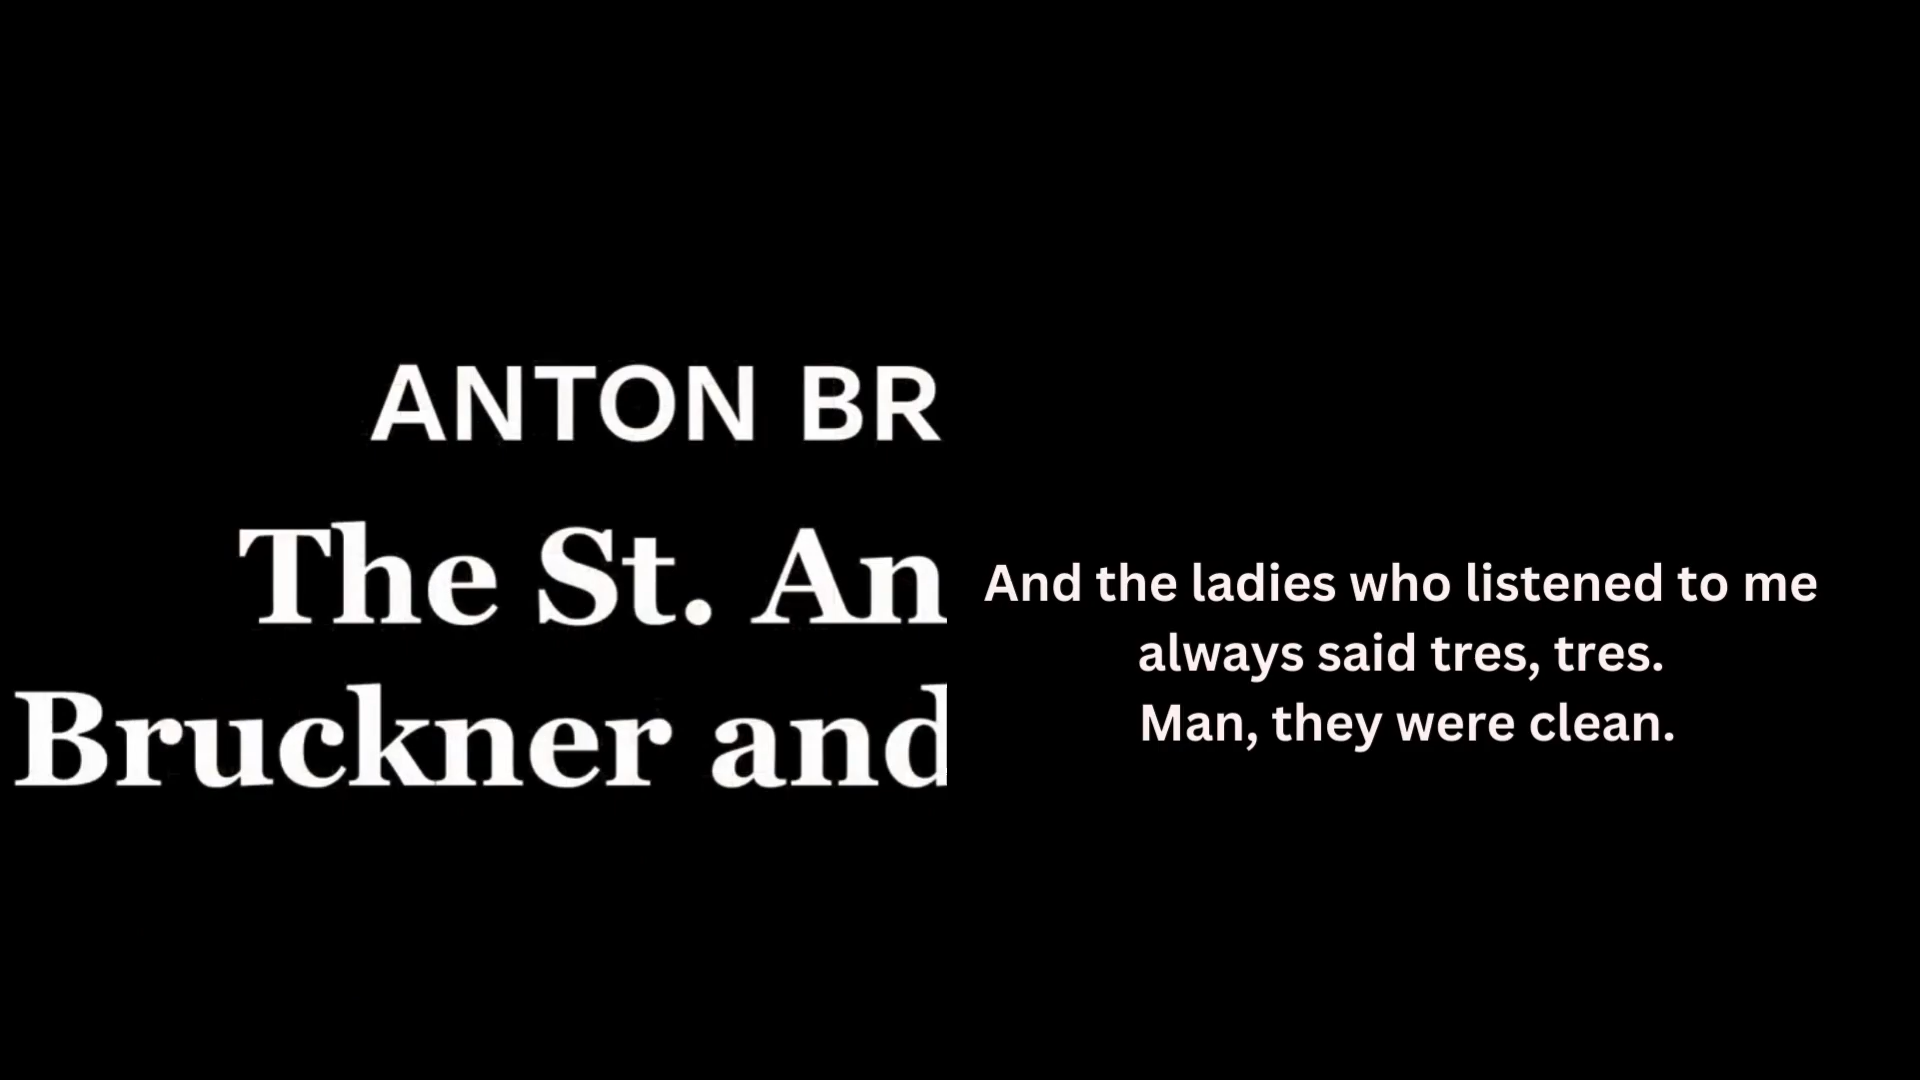 ANTON BR
The St. An
Bruckner and
And the ladies who listened to me
always said tres, tres.
Man, they were clean.